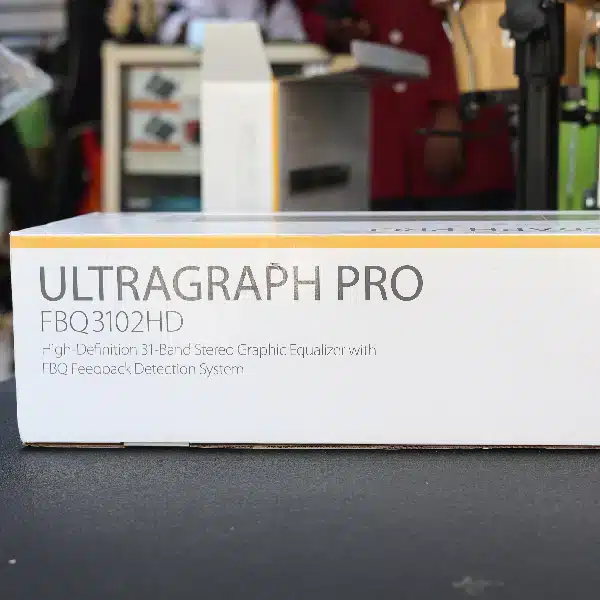 ULTRAGRAPH PRO
FBQ3102HD
High-Definition 31-Band Stereo Graphic Equalizer with
FBQ Feedback Detection System